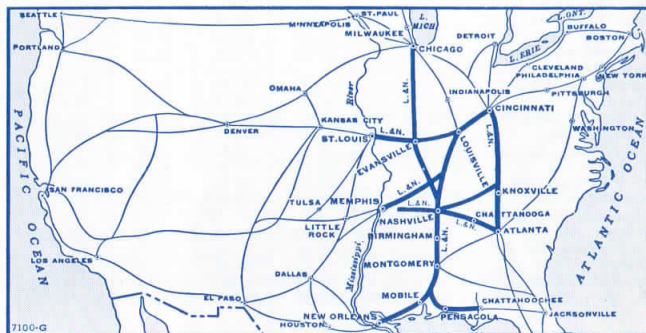 SEATTLE
ST. PAUL
MINNEAPOLIS
L. MICH
L. ONT.
BUFFALO
BOSTON
PORTLAND
MILWAUKEE
DETROIT
L. ERIE
CHICAGO
CLEVELAND
PHILADELPHIA
NEW YORK
OMAHA
River
L.&N.
INDIANAPOLIS
PITTSBURGH
CINCINNATI
KANSAS CITY
DENVER
ST. LOUIS
L.&N.
L.&N.
WASHINGTON
EVANSVILLE
LOUISVILLE
PACIFIC OCEAN
SAN FRANCISCO
L.&N.
KNOXVILLE
TULSA
MEMPHIS
L.&N.
NASHVILLE
CHATTANOOGA
LITTLE ROCK
L.&N.
L.&N.
BIRMINGHAM
ATLANTA
ATLANTIC OCEAN
LOS ANGELES
MONTGOMERY
Mississippi
DALLAS
EL PASO
MOBILE
CHATTAHOOCHEE
NEW ORLEANS
PENSACOLA
JACKSONVILLE
HOUSTON
7100-G